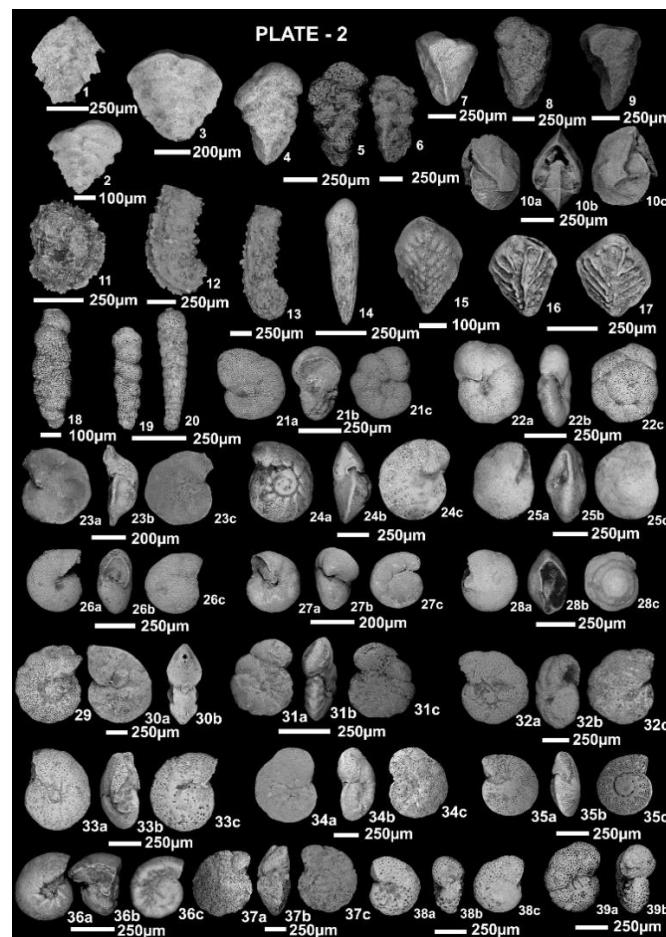 PLATE - 2
1
250µm
2
100µm
3
200µm
4
5
250µm
6
250µm
7
250µm
8
250µm
9
250µm
10a
10b
10c
250µm
11
250µm
12
250µm
13
250µm
14
250µm
15
100µm
16
17
250µm
18
100µm
19
20
250µm
21a
21b
21c
250µm
22a
22b
22c
250µm
23a
23b
23c
200µm
24a
24b
24c
250µm
25a
25b
25c
250µm
26a
26b
26c
250µm
27a
27b
27c
200µm
28a
28b
28c
250µm
29
30a
30b
250µm
31a
31b
31c
250µm
32a
32b
32c
250µm
33a
33b
33c
250µm
34a
34b
34c
250µm
35a
35b
35c
250µm
36a
36b
36c
250µm
37a
37b
37c
250µm
38a
38b
38c
250µm
39a
39b
250µm